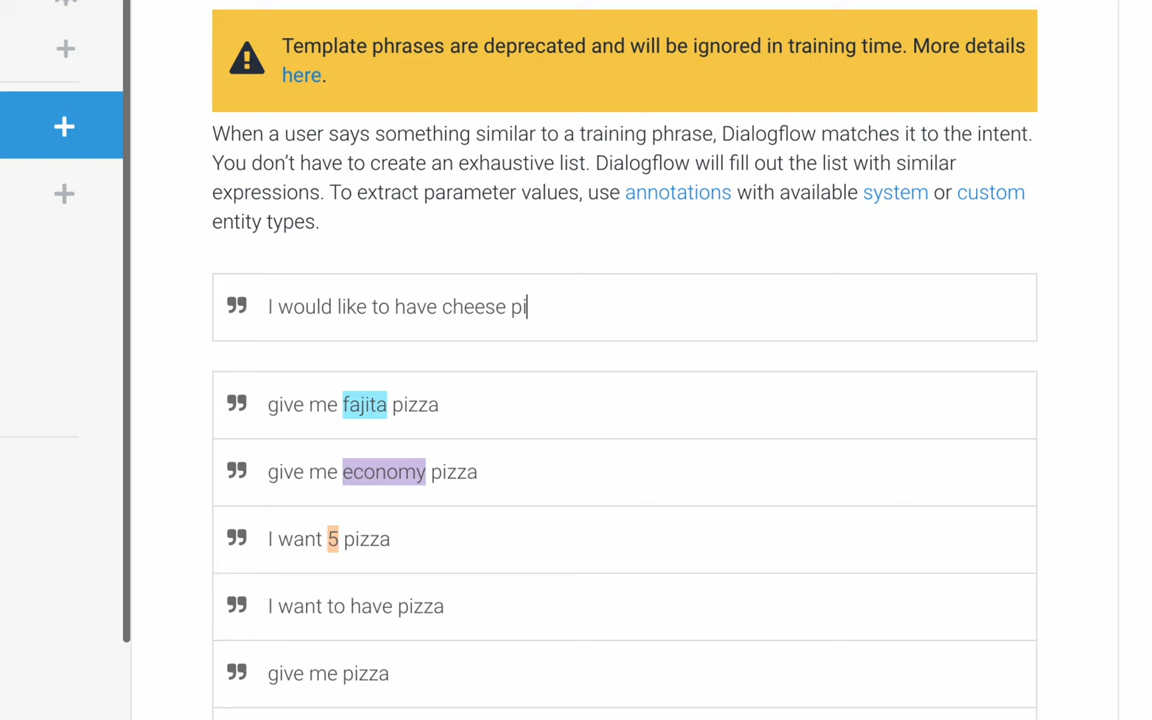 Template phrases are deprecated and will be ignored in training time. More details
here.
When a user says something similar to a training phrase, Dialogflow matches it to the intent.
You don’t have to create an exhaustive list. Dialogflow will fill out the list with similar
expressions. To extract parameter values, use annotations with available system or custom
entity types.
I would like to have cheese pi
give me fajita pizza
give me economy pizza
I want 5 pizza
I want to have pizza
give me pizza